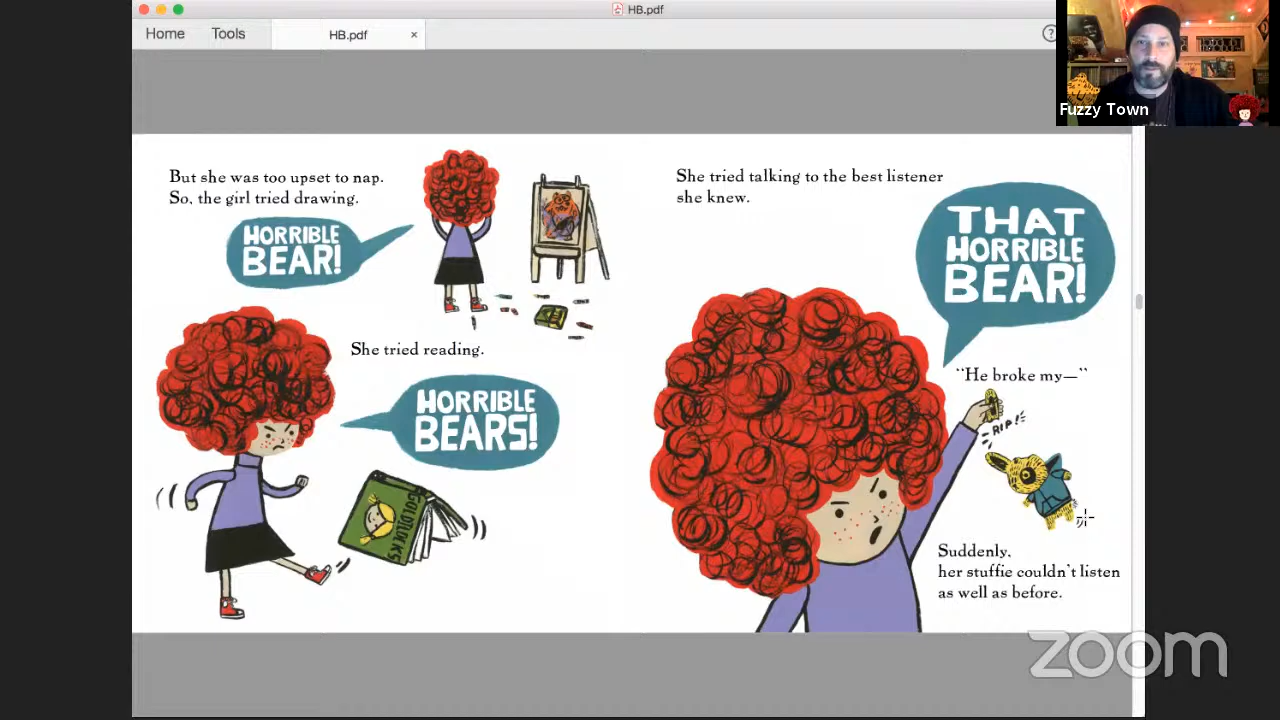 HB.pdf
Home Tools HB.pdf ×
?
Fuzzy Town
But she was too upset to nap.
So, the girl tried drawing.
HORRIBLE
BEAR!
She tried reading.
HORRIBLE
BEARS!
GOLDILOCKS
She tried talking to the best listener
she knew.
THAT
HORRIBLE
BEAR!
“He broke my—”
RIP!
Suddenly,
her stuffie couldn't listen
as well as before.
zoom